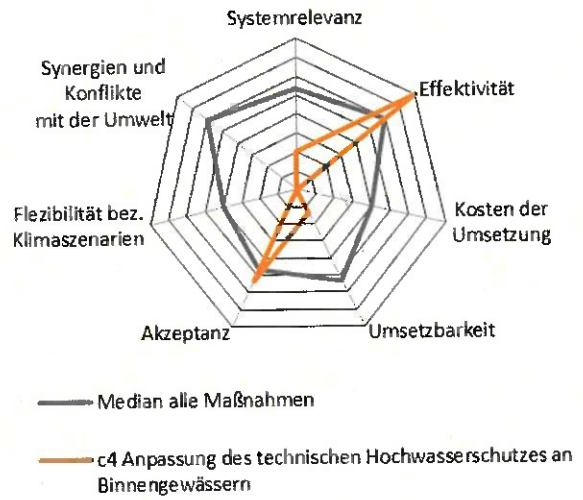 Systemrelevanz
Effektivität
Kosten der
Umsetzung
Umsetzbarkeit
Akzeptanz
Flezibilität bez.
Klimaszenarien
Synergien und
Konflikte
mit der Umwelt
Median alle Maßnahmen
c4 Anpassung des technischen Hochwasserschutzes an
Binnengewässern